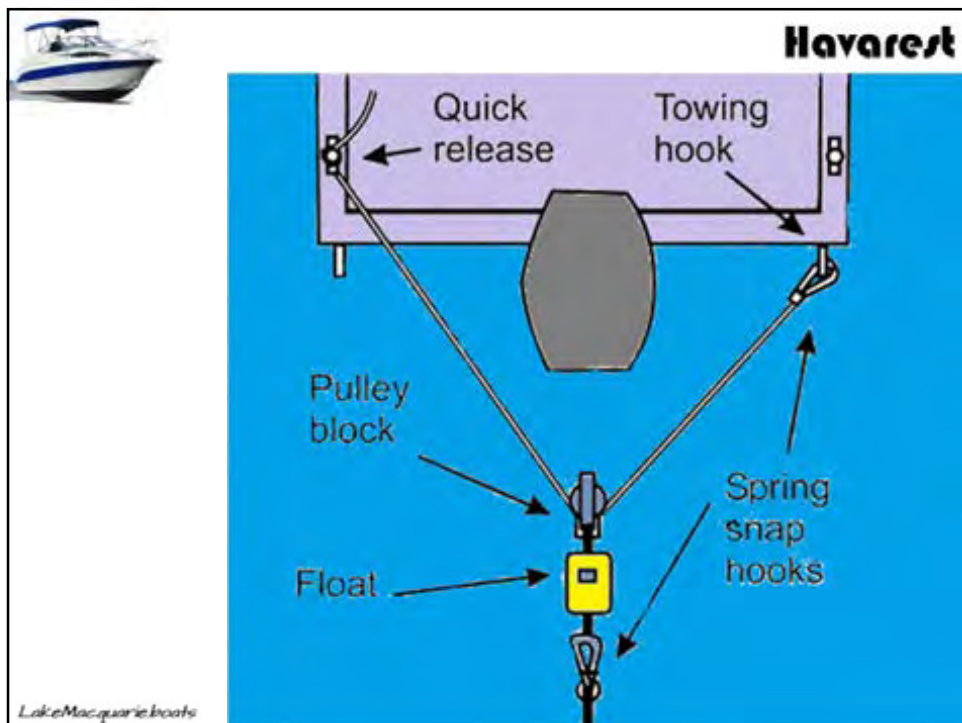 Havarest
Quick
release
Towing
hook
Pulley
block
Spring
snap
hooks
Float
LakeMacquarie.boats